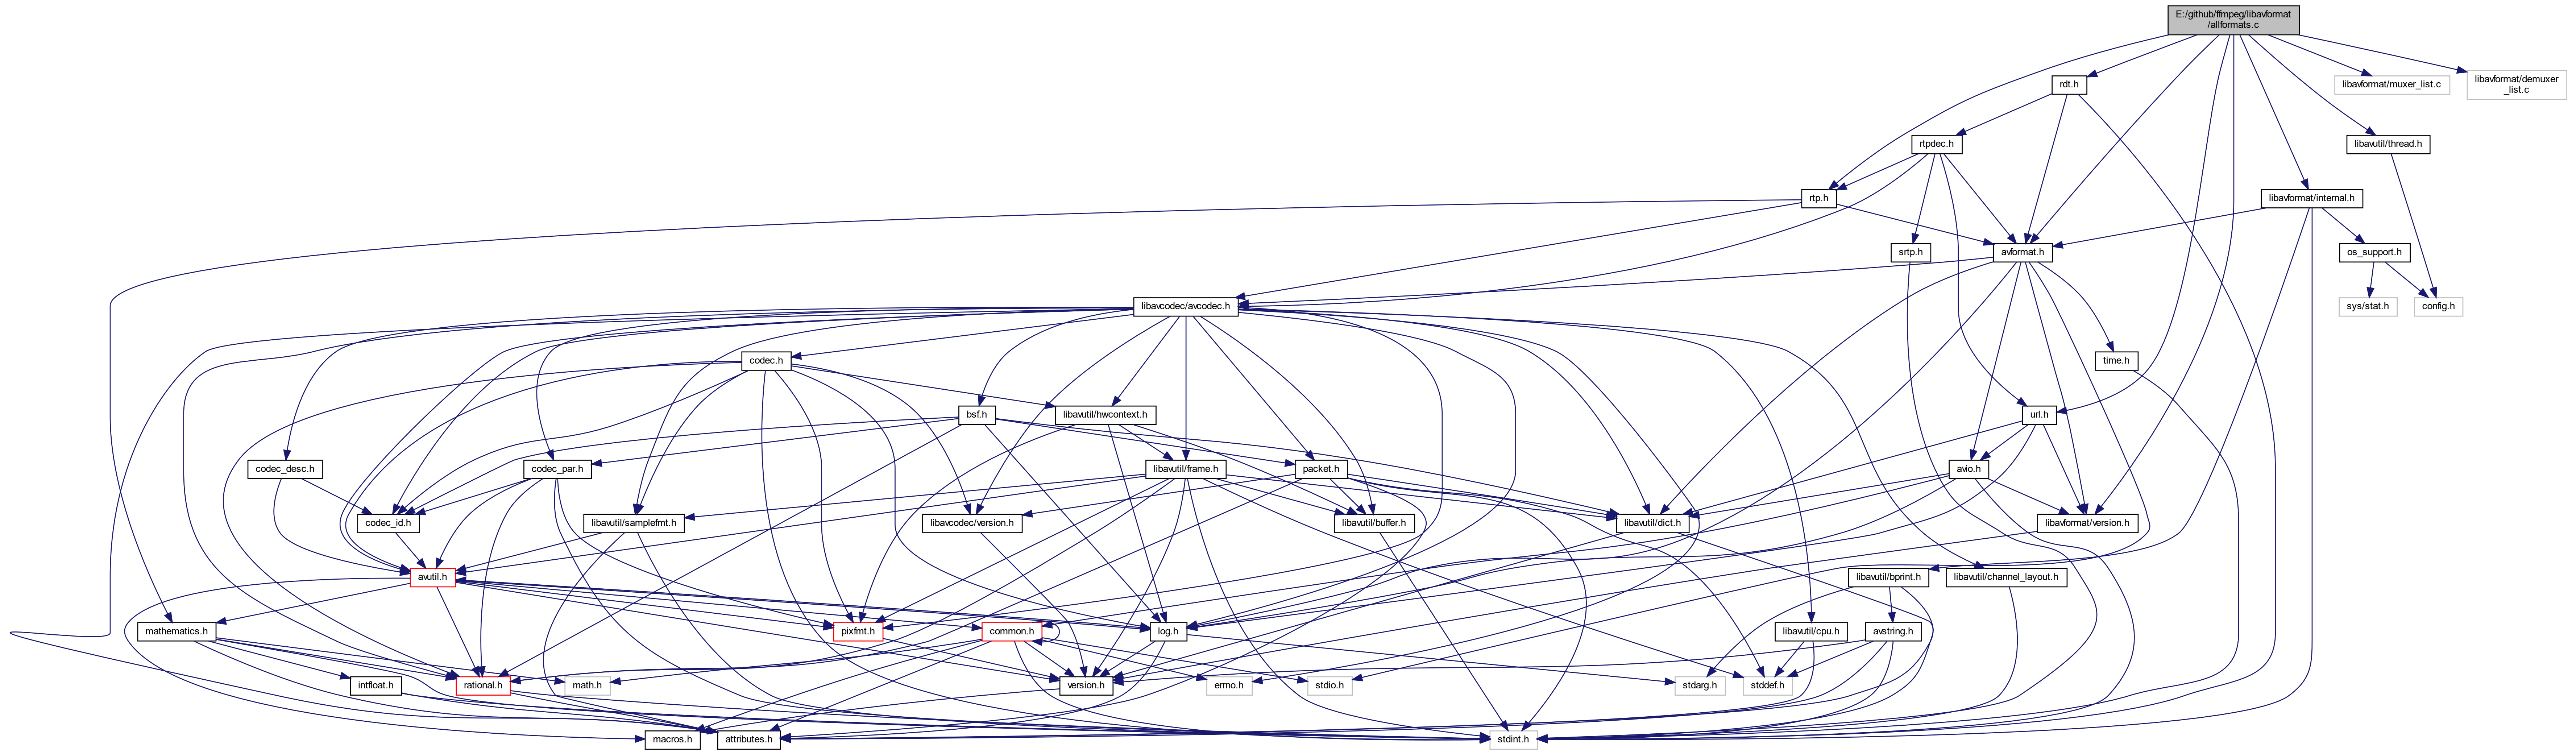 E:/github/ffmpeg/libavformat
/allformats.c
rdt.h
libavformat/muxer_list.c
libavformat/demuxer
_list.c
rtpdec.h
libavutil/thread.h
rtp.h
libavformat/internal.h
srtp.h
avformat.h
os_support.h
libavcodec/avcodec.h
sys/stat.h
config.h
codec.h
time.h
bsf.h
libavutil/hwcontext.h
url.h
codec_desc.h
codec_par.h
libavutil/frame.h
packet.h
avio.h
codec_id.h
libavutil/samplefmt.h
libavcodec/version.h
libavutil/buffer.h
libavutil/dict.h
libavformat/version.h
avutil.h
libavutil/bprint.h
libavutil/channel_layout.h
mathematics.h
pixfmt.h
common.h
log.h
libavutil/cpu.h
avstring.h
intfloat.h
rational.h
math.h
version.h
errno.h
stdio.h
stdarg.h
stddef.h
macros.h
attributes.h
stdint.h